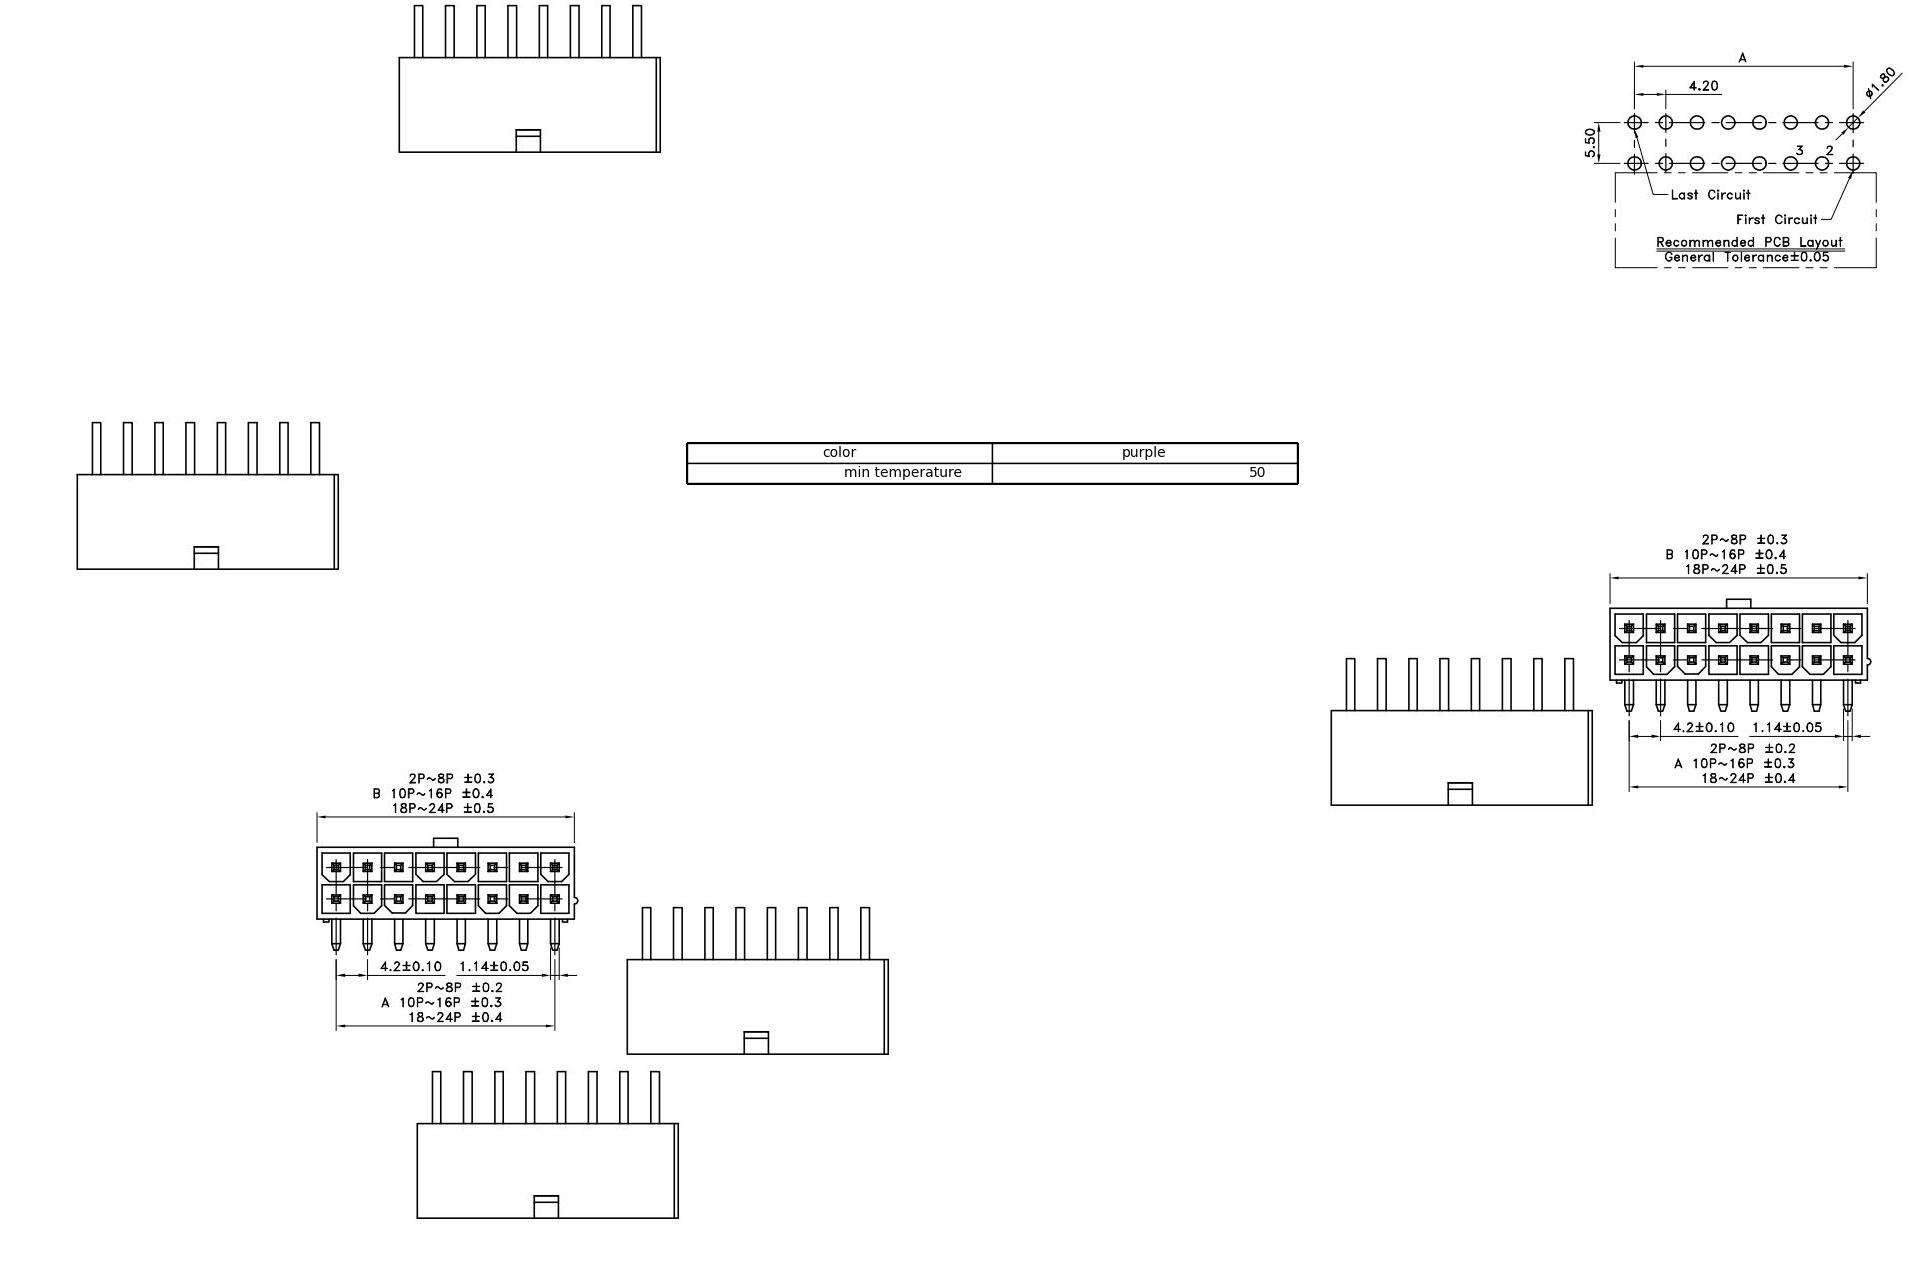 A
4.20
ø1.80
5.50
3 2
Last Circuit
First Circuit
Recommended PCB Layout
General Tolerance±0.05
color purple
min temperature 50
2P~8P ±0.3
B 10P~16P ±0.4
18P~24P ±0.5
4.2±0.10 1.14±0.05
2P~8P ±0.2
A 10P~16P ±0.3
18~24P ±0.4
2P~8P ±0.3
B 10P~16P ±0.4
18P~24P ±0.5
4.2±0.10 1.14±0.05
2P~8P ±0.2
A 10P~16P ±0.3
18~24P ±0.4